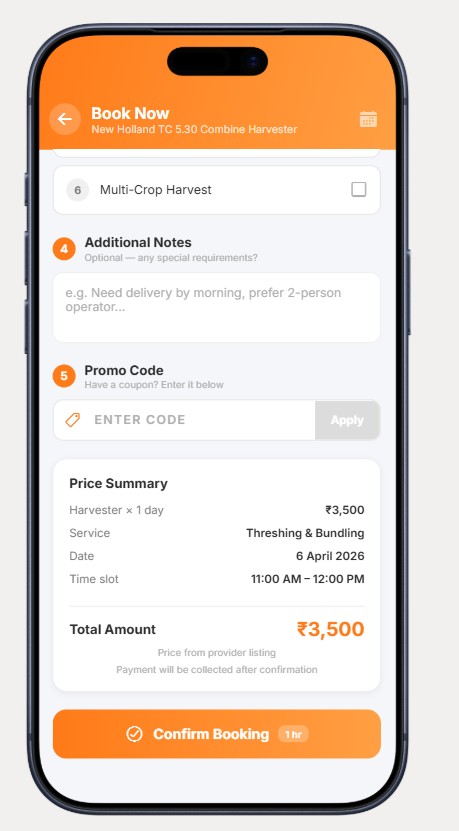 Book Now
New Holland TC 5.30 Combine Harvester
6 Multi-Crop Harvest
4 Additional Notes
Optional — any special requirements?
e.g. Need delivery by morning, prefer 2-person
operator...
5 Promo Code
Have a coupon? Enter it below
ENTER CODE Apply
Price Summary
Harvester × 1 day ₹3,500
Service Threshing & Bundling
Date 6 April 2026
Time slot 11:00 AM – 12:00 PM
Total Amount ₹3,500
Price from provider listing
Payment will be collected after confirmation
Confirm Booking 1 hr